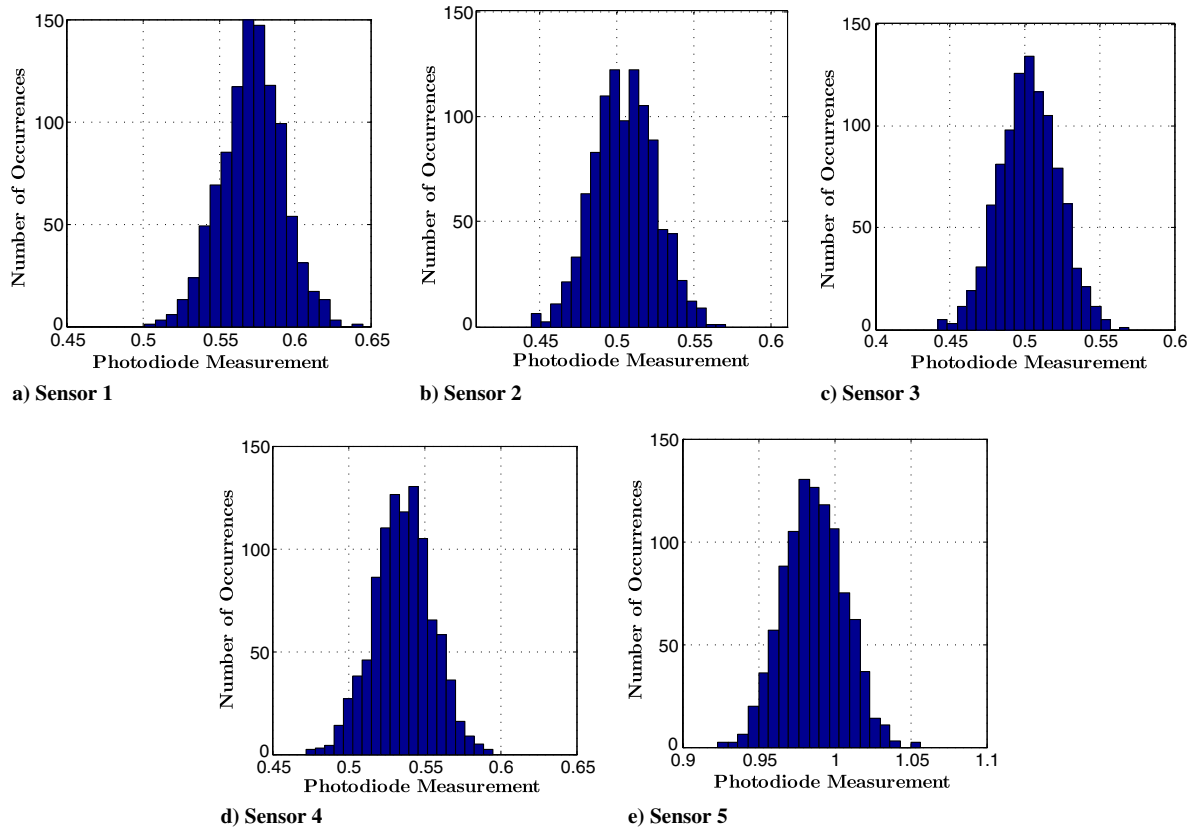 150
100
50
0
Number of Occurrences
0.45
0.5
0.55
0.6
0.65
Photodiode Measurement
a) Sensor 1
150
100
50
0
Number of Occurrences
0.45
0.5
0.55
0.6
Photodiode Measurement
b) Sensor 2
150
100
50
0
Number of Occurrences
0.4
0.45
0.5
0.55
0.6
Photodiode Measurement
c) Sensor 3
150
100
50
0
Number of Occurrences
0.45
0.5
0.55
0.6
0.65
Photodiode Measurement
d) Sensor 4
150
100
50
0
Number of Occurrences
0.9
0.95
1
1.05
1.1
Photodiode Measurement
e) Sensor 5